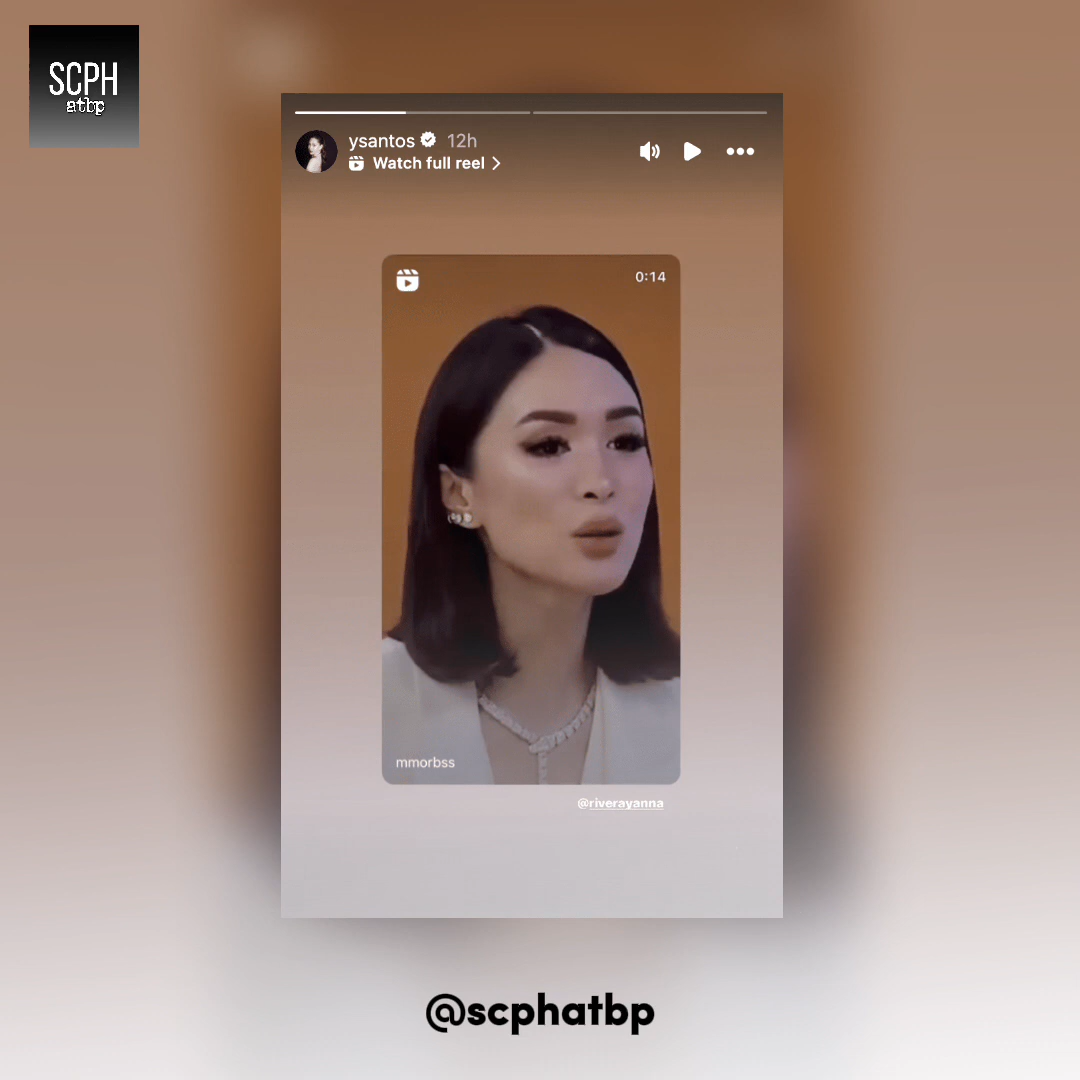 SCPH
atbp
ysantos 12h
Watch full reel
0:14
mmorbss
@riverayanna
@scphatbp